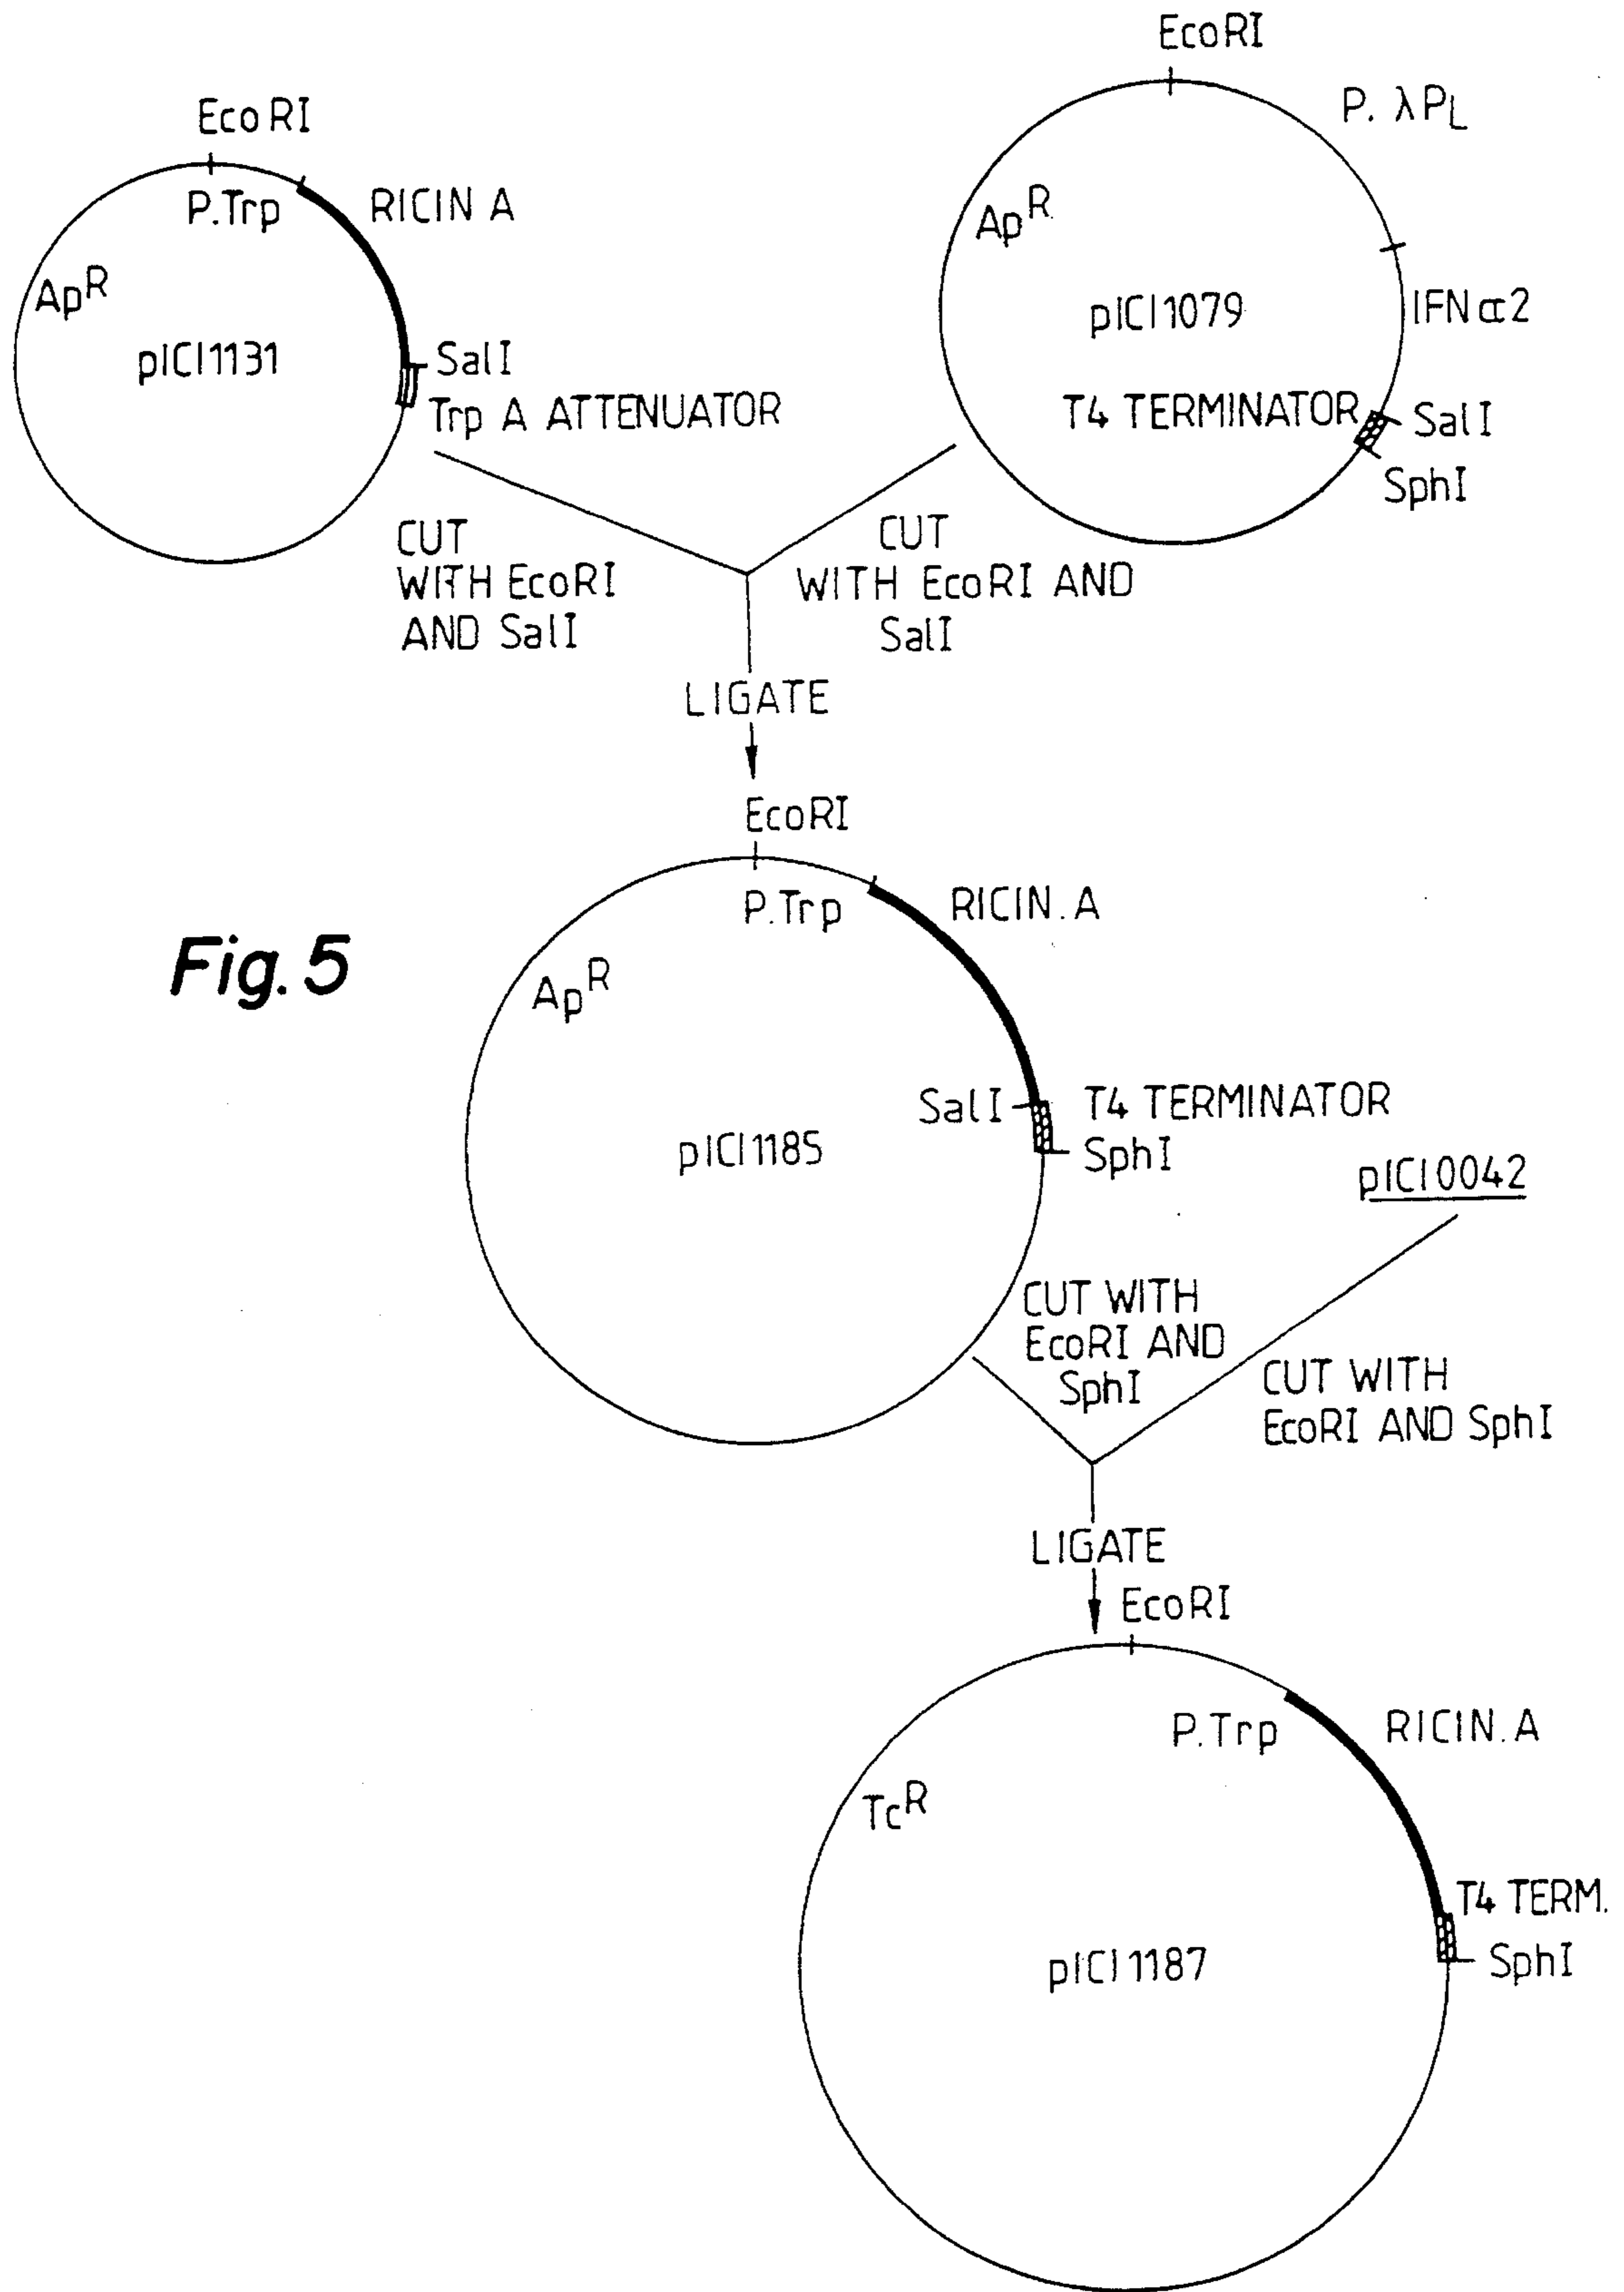 EcoRI
P. λPL
EcoRI
P.Trp
RICIN A
ApR
pICI1131
SalI
Trp A ATTENUATOR
ApR
pICI1079
IFNα2
T4 TERMINATOR
SalI
SphI
CUT
WITH EcoRI
AND SalI
CUT
WITH EcoRI AND
SalI
LIGATE
EcoRI
P.Trp
RICIN.A
Fig. 5
ApR
SalI
T4 TERMINATOR
SphI
pICI1185
pICI0042
CUT WITH
EcoRI AND
SphI
CUT WITH
EcoRI AND SphI
LIGATE
EcoRI
P.Trp
RICIN.A
TcR
T4 TERM.
SphI
pICI1187